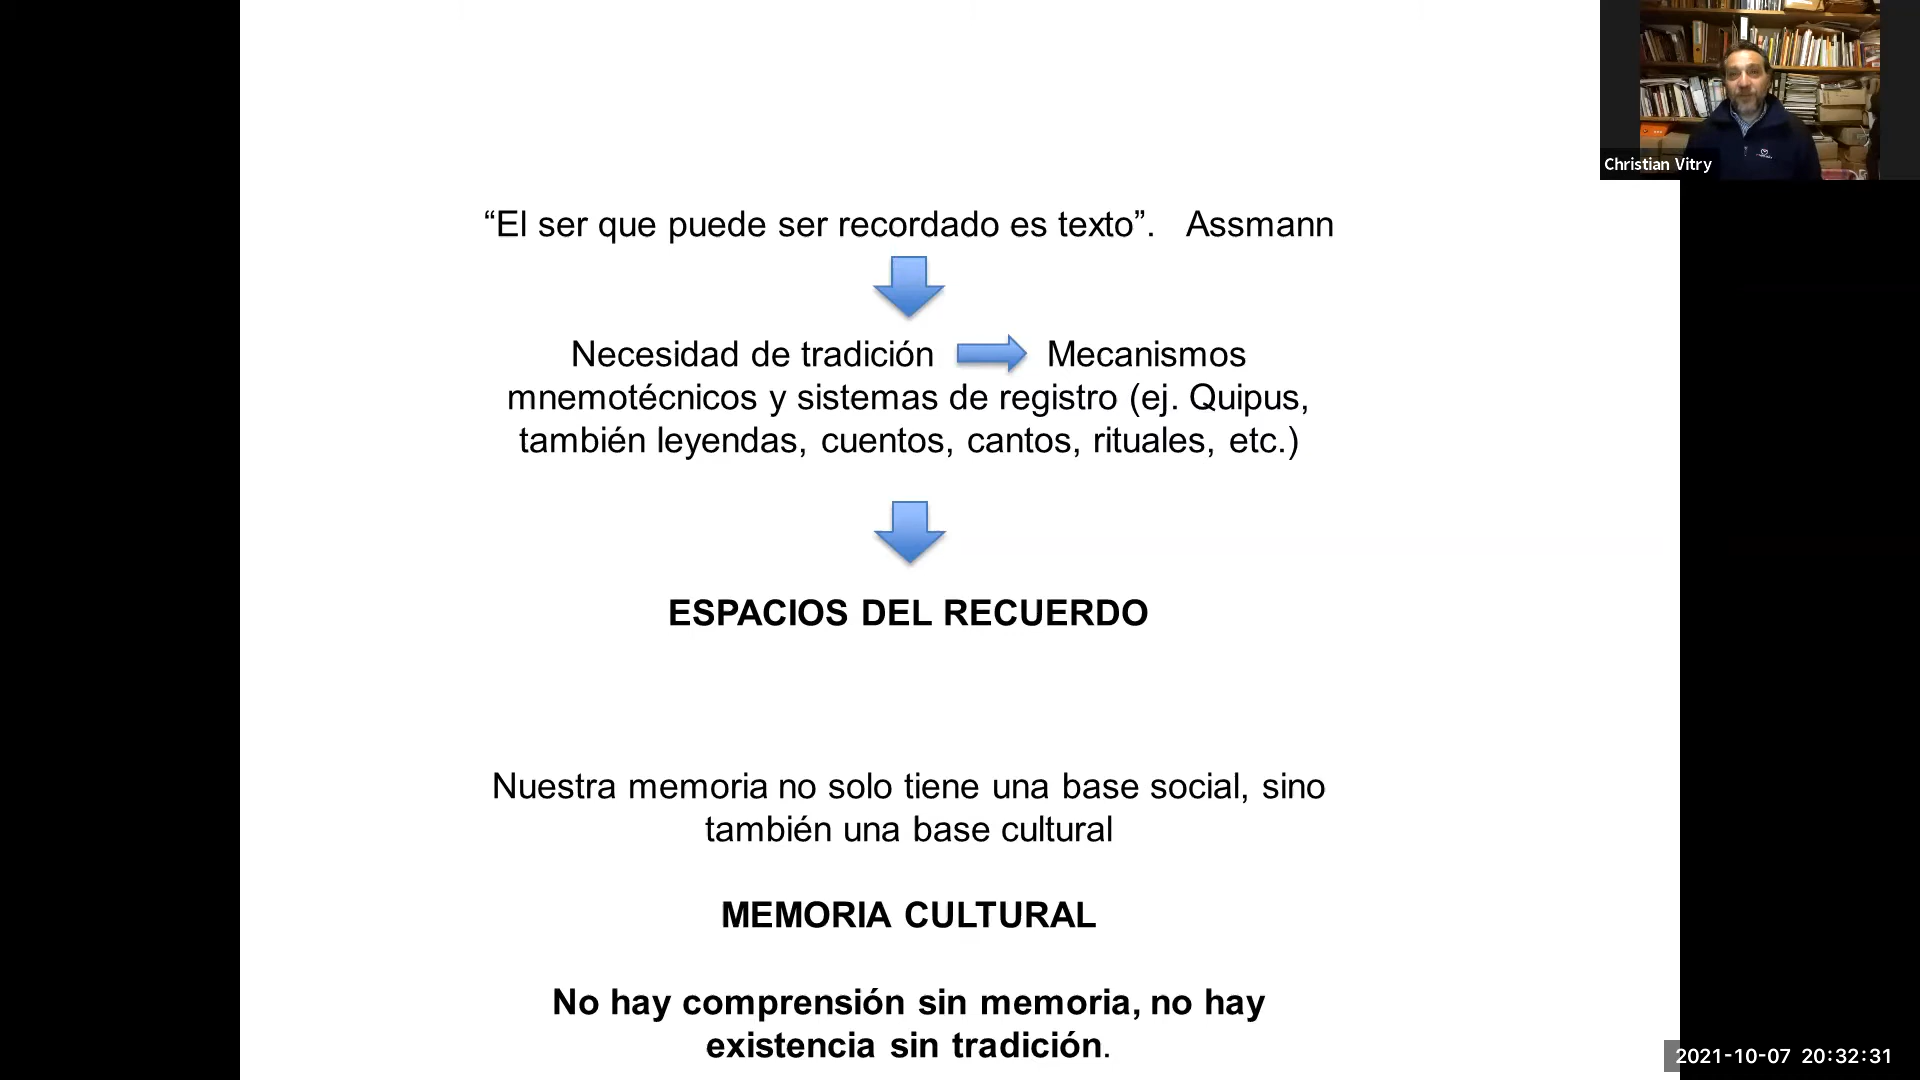 Christian Vitry
“El ser que puede ser recordado es texto”. Assmann
Necesidad de tradición Mecanismos
mnemotécnicos y sistemas de registro (ej. Quipus,
también leyendas, cuentos, cantos, rituales, etc.)
ESPACIOS DEL RECUERDO
Nuestra memoria no solo tiene una base social, sino
también una base cultural
MEMORIA CULTURAL
No hay comprensión sin memoria, no hay
existencia sin tradición.
2021-10-07 20:32:31